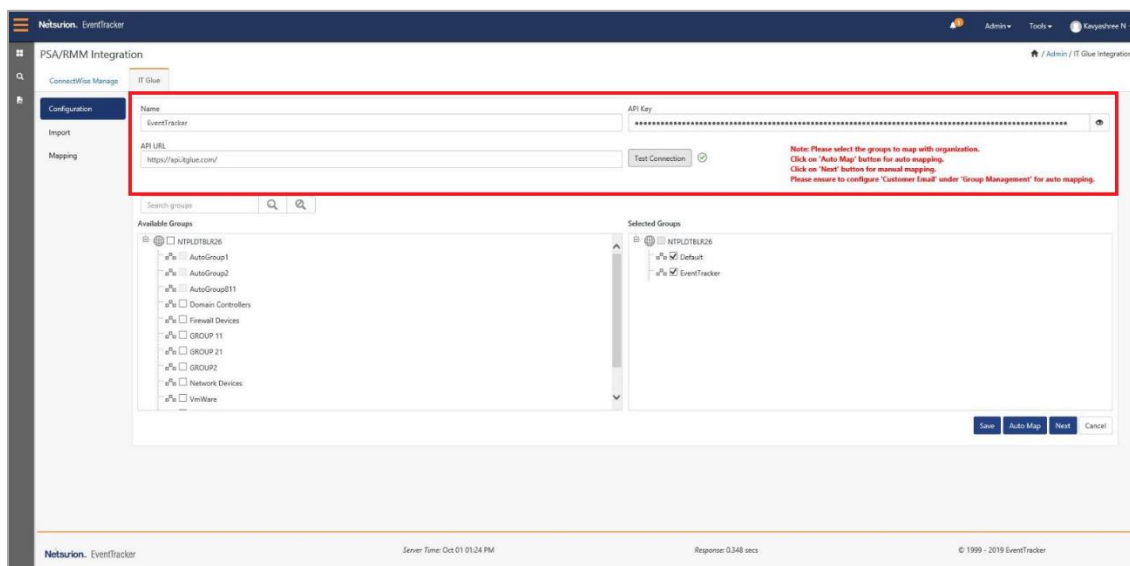 Netsurion. EventTracker
Admin Tools Kavyashree N
PSA/RMM Integration
/ Admin / IT Glue Integration
ConnectWise Manage IT Glue
Configuration
Import
Mapping
Name
EventTracker
API Key
API URL
https://api.itglue.com/
Test Connection
Note: Please select the groups to map with organization.
Click on 'Auto Map' button for auto mapping.
Click on 'Next' button for manual mapping.
Please ensure to configure 'Customer Email' under 'Group Management' for auto mapping.
Search groups
Available Groups
NTPLDTBLR26
AutoGroup1
AutoGroup2
AutoGroup811
Domain Controllers
Firewall Devices
GROUP 11
GROUP 21
GROUP2
Network Devices
VmWare
Selected Groups
NTPLDTBLR26
Default
EventTracker
Save Auto Map Next Cancel
Netsurion. EventTracker
Server Time: Oct 01 01:24 PM
Response: 0.348 secs
© 1999 - 2019 EventTracker